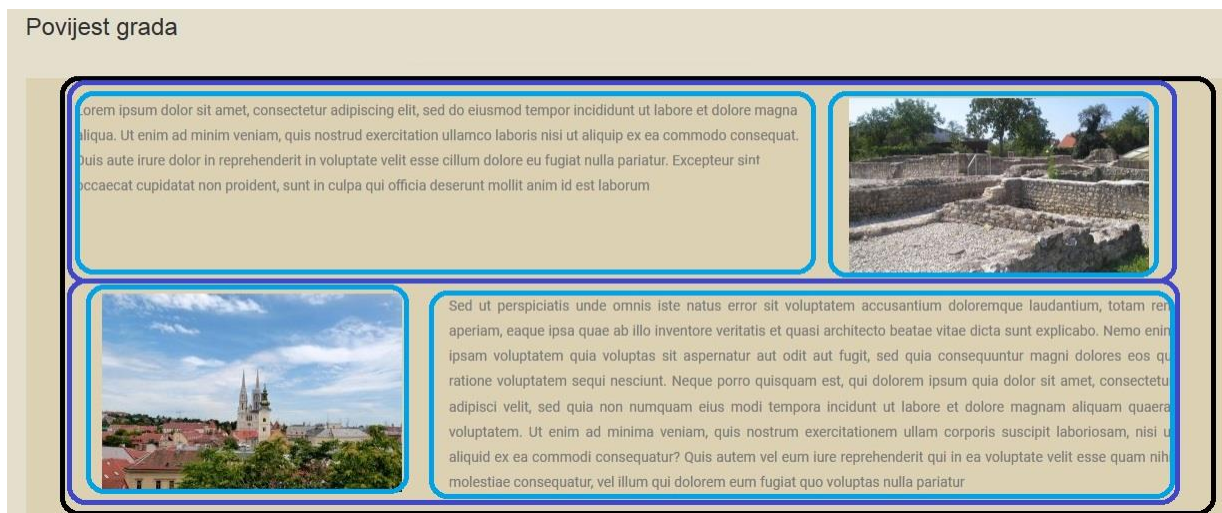 Povijest grada
Lorem ipsum dolor sit amet, consectetur adipiscing elit, sed do eiusmod tempor incididunt ut labore et dolore magna
aliqua. Ut enim ad minim veniam, quis nostrud exercitation ullamco laboris nisi ut aliquip ex ea commodo consequat.
Duis aute irure dolor in reprehenderit in voluptate velit esse cillum dolore eu fugiat nulla pariatur. Excepteur sint
occaecat cupidatat non proident, sunt in culpa qui officia deserunt mollit anim id est laborum
Sed ut perspiciatis unde omnis iste natus error sit voluptatem accusantium doloremque laudantium, totam rem
aperiam, eaque ipsa quae ab illo inventore veritatis et quasi architecto beatae vitae dicta sunt explicabo. Nemo enim
ipsam voluptatem quia voluptas sit aspernatur aut odit aut fugit, sed quia consequuntur magni dolores eos qu
ratione voluptatem sequi nesciunt. Neque porro quisquam est, qui dolorem ipsum quia dolor sit amet, consectetu
adipisci velit, sed quia non numquam eius modi tempora incidunt ut labore et dolore magnam aliquam quaera
voluptatem. Ut enim ad minima veniam, quis nostrum exercitationem ullam corporis suscipit laboriosam, nisi u
aliquid ex ea commodi consequatur? Quis autem vel eum iure reprehenderit qui in ea voluptate velit esse quam nih
molestiae consequatur, vel illum qui dolorem eum fugiat quo voluptas nulla pariatur